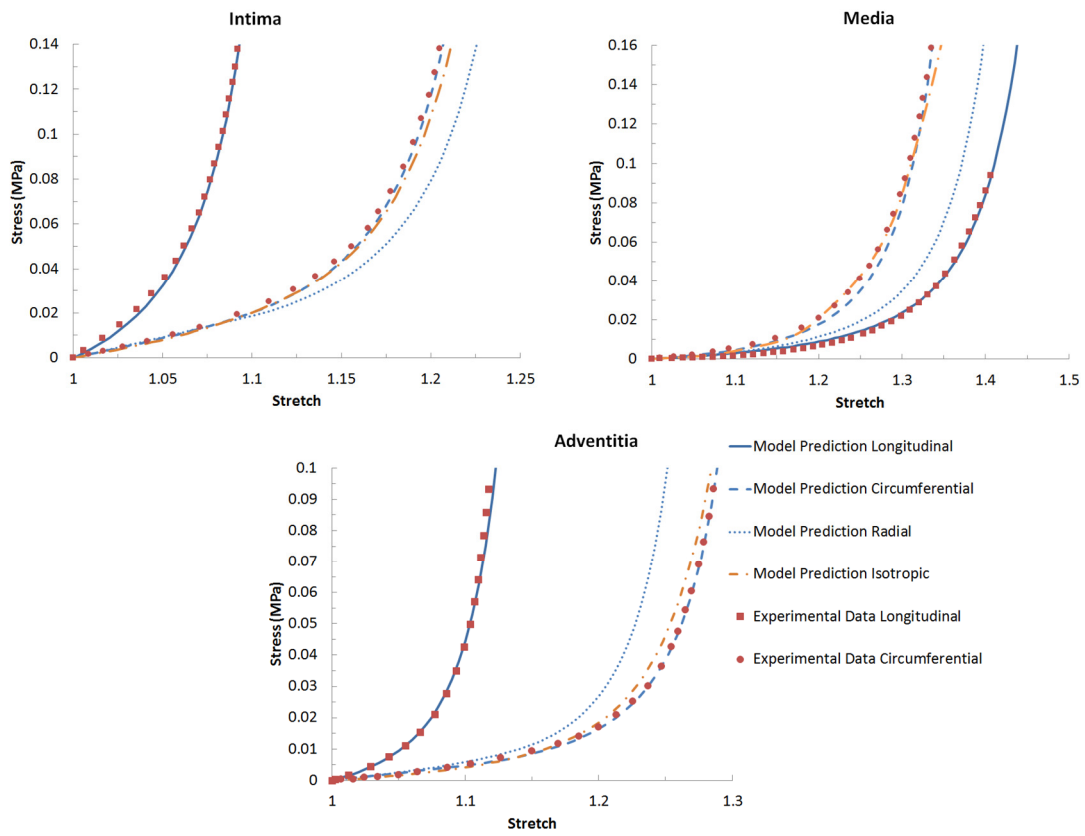 Intima
Stress (MPa)
0.14
0.12
0.1
0.08
0.06
0.04
0.02
0
1
1.05
1.1
1.15
1.2
1.25
Stretch
Media
Stress (MPa)
0.16
0.14
0.12
0.1
0.08
0.06
0.04
0.02
0
1
1.1
1.2
1.3
1.4
1.5
Stretch
Adventitia
Stress (MPa)
0.1
0.09
0.08
0.07
0.06
0.05
0.04
0.03
0.02
0.01
0
1
1.1
1.2
1.3
Stretch
Model Prediction Longitudinal
Model Prediction Circumferential
Model Prediction Radial
Model Prediction Isotropic
Experimental Data Longitudinal
Experimental Data Circumferential